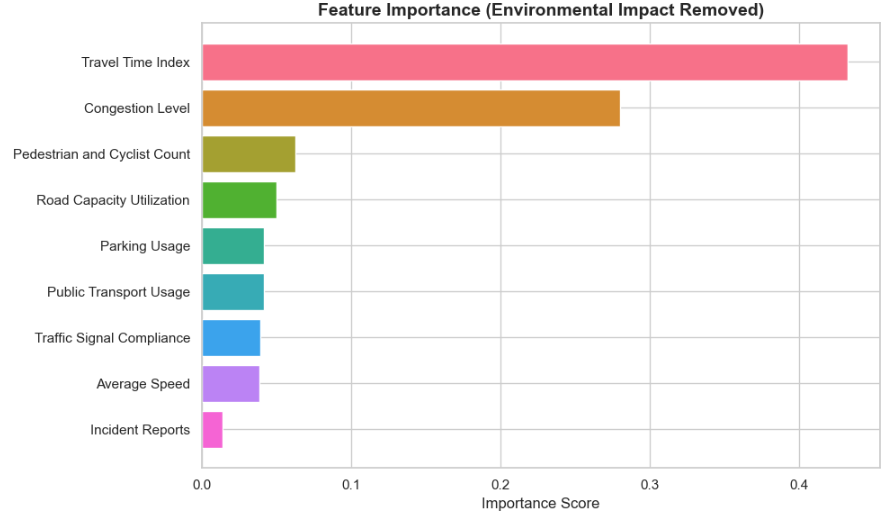 Feature Importance (Environmental Impact Removed)
Travel Time Index
Congestion Level
Pedestrian and Cyclist Count
Road Capacity Utilization
Parking Usage
Public Transport Usage
Traffic Signal Compliance
Average Speed
Incident Reports
0.0 0.1 0.2 0.3 0.4
Importance Score